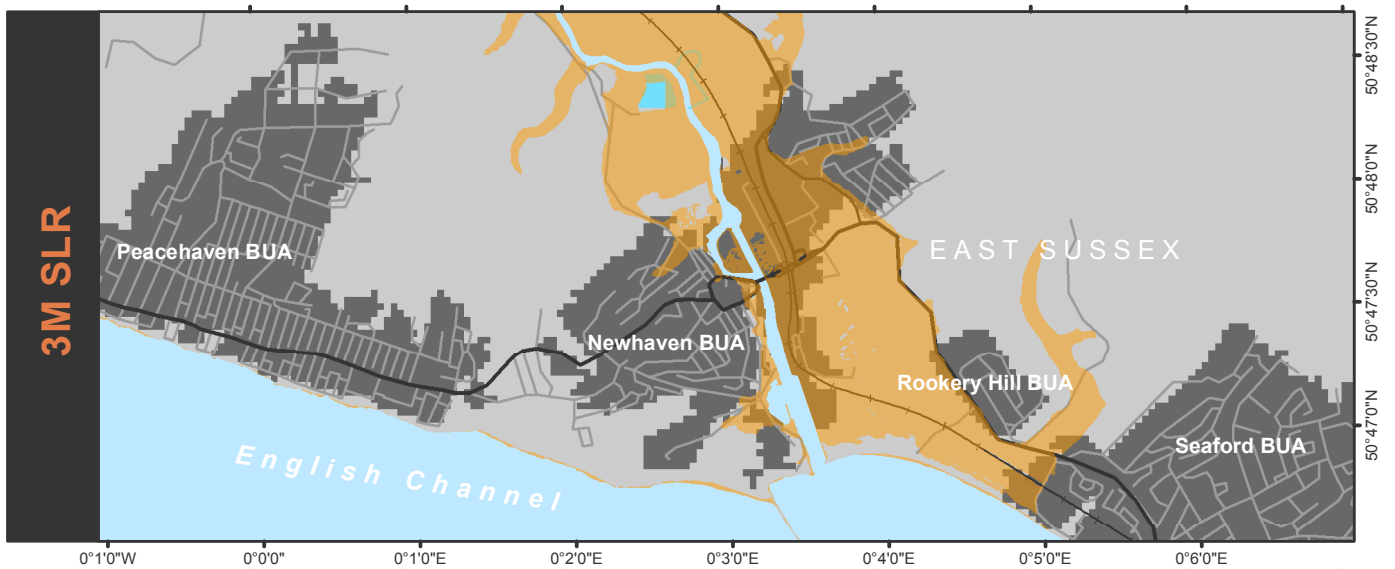 3M SLR
Peacehaven BUA
EAST SUSSEX
Newhaven BUA
Rookery Hill BUA
Seaford BUA
English Channel
50°48'30"N
50°48'0"N
50°47'30"N
50°47'0"N
0°1'0"W
0°0'0"
0°1'0"E
0°2'0"E
0°3'0"E
0°4'0"E
0°5'0"E
0°6'0"E